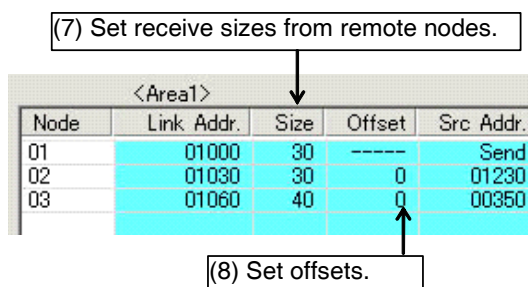 (7) Set receive sizes from remote nodes.
<Area1>
Node Link Addr. Size Offset Src Addr.
01 01000 30 ----- Send
02 01030 30 0 01230
03 01060 40 0 00350
(8) Set offsets.